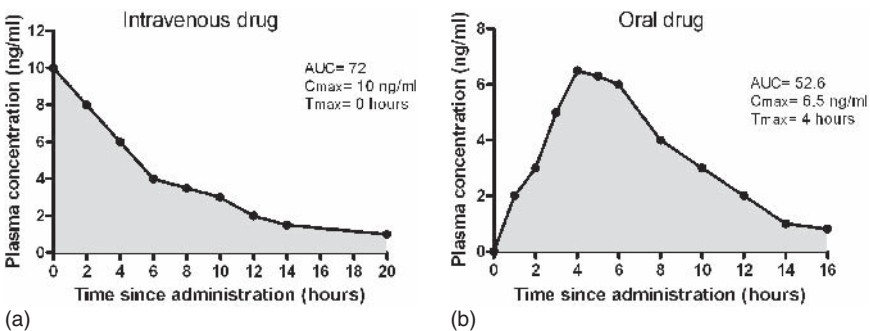 Intravenous drug
Plasma concentration (ng/ml)
12
10
8
6
4
2
0
AUC= 72
Cmax= 10 ng/ml
Tmax= 0 hours
0 2 4 6 8 10 12 14 16 18 20
Time since administration (hours)
(a)
Oral drug
Plasma concentration (ng/ml)
8
6
4
2
0
AUC= 52.6
Cmax= 6.5 ng/ml
Tmax= 4 hours
0 2 4 6 8 10 12 14 16
Time since administration (hours)
(b)